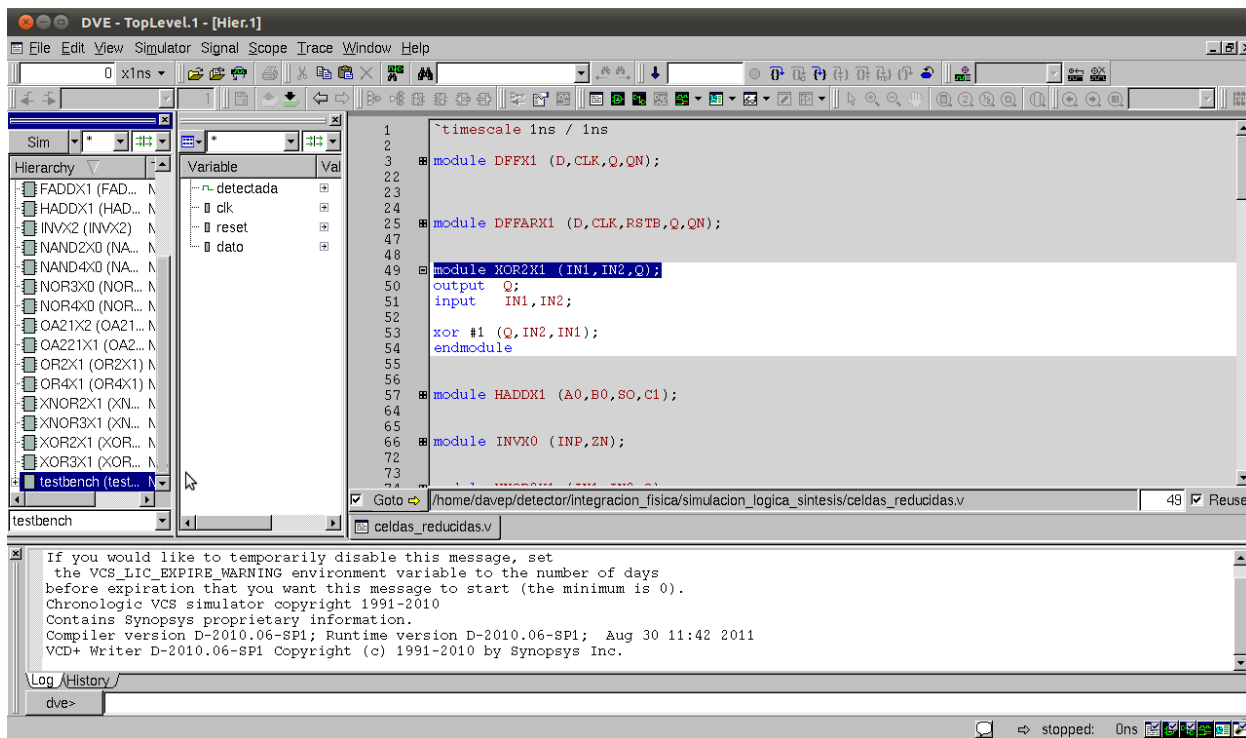 DVE - TopLevel.1 - [Hier.1]
File Edit View Simulator Signal Scope Trace Window Help
0 x1ns
1
Sim * *
Hierarchy Variable Val
FADDX1 (FAD... N
HADDX1 (HAD... N
INVX2 (INVX2) N
NAND2X0 (NA... N
NAND4X0 (NA... N
NOR3X0 (NOR... N
NOR4X0 (NOR... N
OA21X2 (OA21... N
OA221X1 (OA2... N
OR2X1 (OR2X1) N
OR4X1 (OR4X1) N
XNOR2X1 (XN... N
XNOR3X1 (XN... N
XOR2X1 (XOR... N
XOR3X1 (XOR... N
testbench (test... N
testbench
detectada
clk
reset
dato
1 `timescale 1ns / 1ns
2
3 module DFFX1 (D,CLK,Q,QN);
22
23
24
25 module DFFARX1 (D,CLK,RSTB,Q,QN);
47
48
49 module XOR2X1 (IN1,IN2,Q);
50 output Q;
51 input IN1,IN2;
52
53 xor #1 (Q,IN2,IN1);
54 endmodule
55
56
57 module HADDX1 (A0,B0,SO,C1);
64
65
66 module INVX0 (INP,ZN);
72
73
Goto /home/davep/detector/integracion_fisica/simulacion_logica_sintesis/celdas_reducidas.v 49 Reuse
celdas_reducidas.v
If you would like to temporarily disable this message, set
the VCS_LIC_EXPIRE_WARNING environment variable to the number of days
before expiration that you want this message to start (the minimum is 0).
Chronologic VCS simulator copyright 1991-2010
Contains Synopsys proprietary information.
Compiler version D-2010.06-SP1; Runtime version D-2010.06-SP1; Aug 30 11:42 2011
VCD+ Writer D-2010.06-SP1 Copyright (c) 1991-2010 by Synopsys Inc.
Log History
dve>
stopped: 0ns